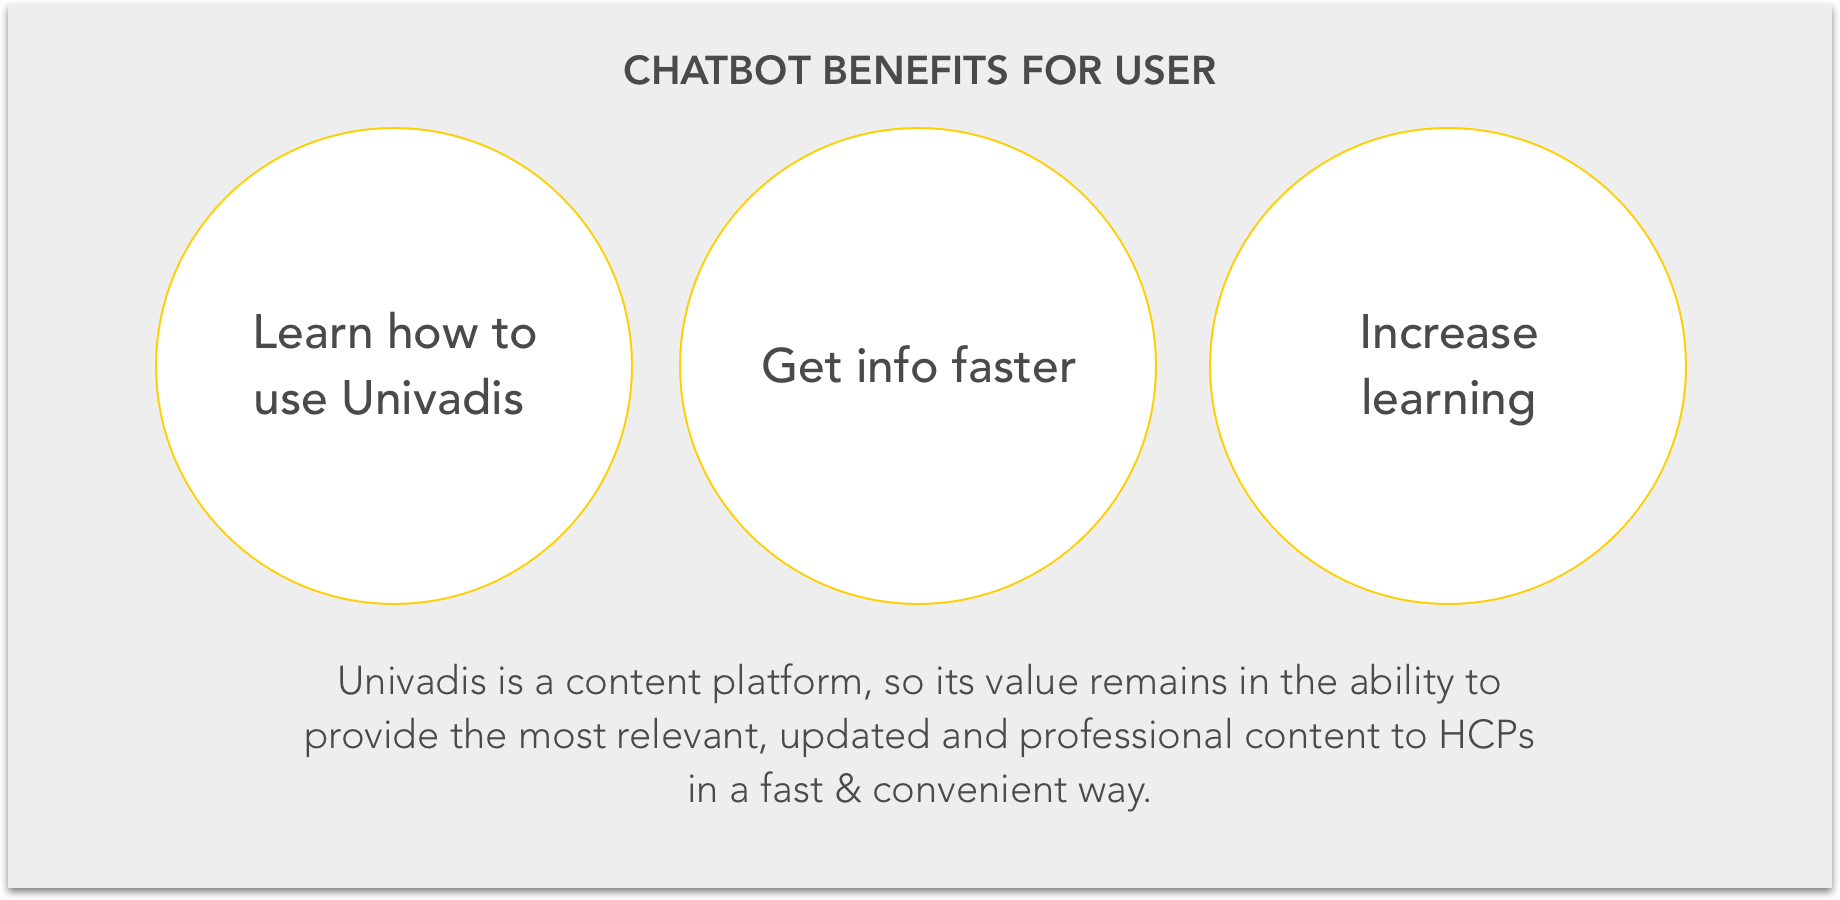 CHATBOT BENEFITS FOR USER
Learn how to
use Univadis
Get info faster
Increase
learning
Univadis is a content platform, so its value remains in the ability to
provide the most relevant, updated and professional content to HCPs
in a fast & convenient way.